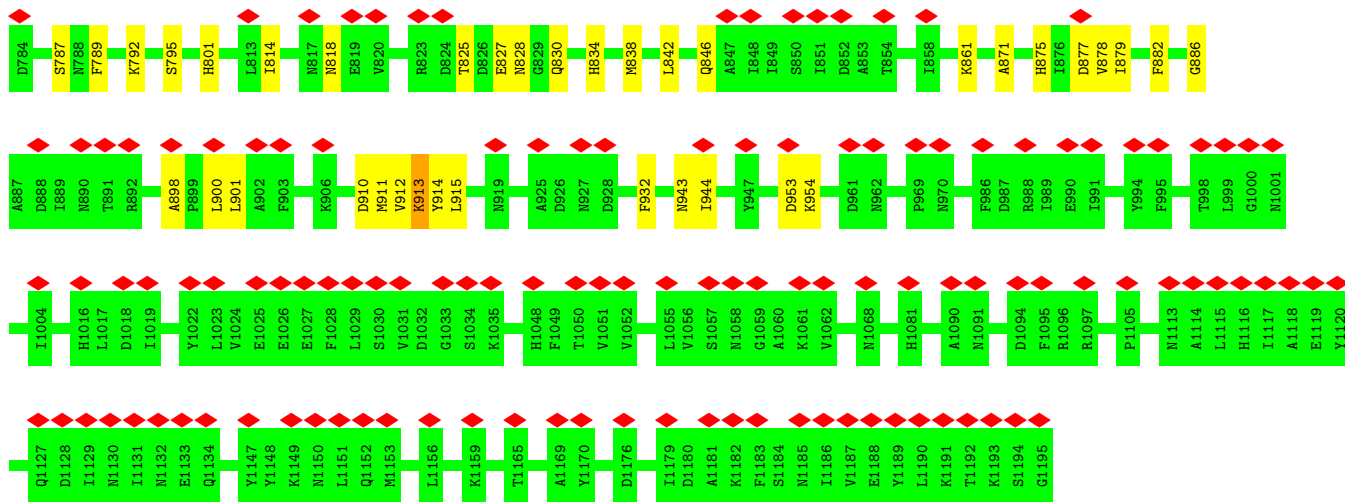 D784 S787 N788 F789 K792 S795 H801 L813 I814 N817 N818 E819 V820 R823 D824 T825 D826 E827 N828 G829 Q830 H834 M838 L842 Q846 A847 I848 I849 S850 I851 D852 A853 T854 I858 K861 A871 H875 I876 D877 V878 I879 F882 G886
A887 D888 I889 N890 T891 R892 A898 P899 L900 L901 A902 F903 K906 D910 M911 V912 K913 Y914 L915 N919 A925 D926 N927 D928 F932 N943 I944 Y947 D953 K954 D961 N962 P969 N970 F986 D987 R988 I989 E990 I991 Y994 F995 T998 L999 G1000 N1001
I1004 H1016 L1017 D1018 I1019 Y1022 L1023 V1024 E1025 E1026 E1027 F1028 L1029 S1030 V1031 D1032 G1033 S1034 K1035 H1048 F1049 T1050 V1051 V1052 L1055 V1056 S1057 N1058 G1059 A1060 K1061 V1062 N1068 H1081 A1090 N1091 D1094 F1095 R1096 R1097 P1105 N1113 A1114 L1115 H1116 I1117 A1118 E1119 Y1120
Q1127 D1128 I1129 N1130 I1131 N1132 E1133 Q1134 Y1147 Y1148 K1149 N1150 L1151 Q1152 M1153 L1156 K1159 T1165 A1169 Y1170 D1176 I1179 D1180 A1181 K1182 F1183 S1184 N1185 I1186 V1187 E1188 Y1189 L1190 K1191 T1192 K1193 S1194 G1195